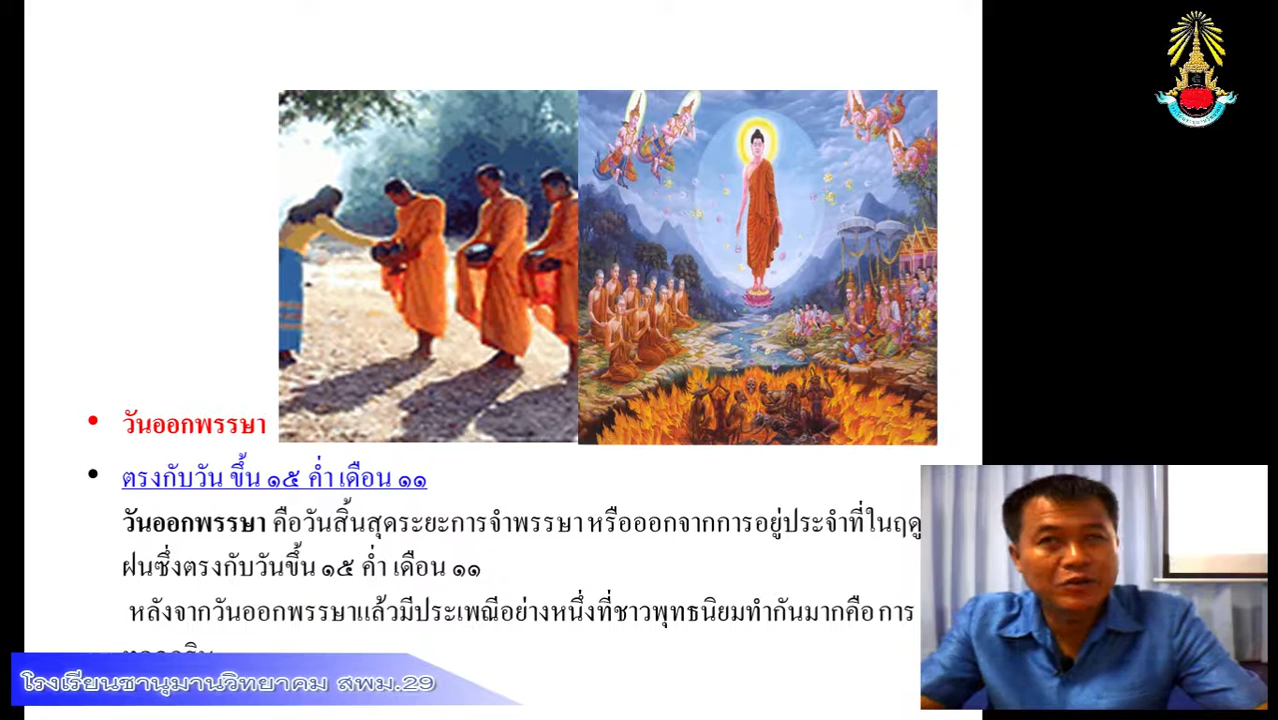 วันออกพรรษา
ตรงกับวัน ขึ้น ๑๕ ค่ำ เดือน ๑๑
วันออกพรรษา คือวันสิ้นสุดระยะการจำพรรษา หรือออกจากการอยู่ประจำที่ในฤดู
ฝนซึ่งตรงกับวันขึ้น ๑๕ ค่ำ เดือน ๑๑
หลังจากวันออกพรรษาแล้วมีประเพณีอย่างหนึ่งที่ชาวพุทธนิยมทำกันมากคือ การ
โรงเรียนชานุมานวิทยาคม สพม.29